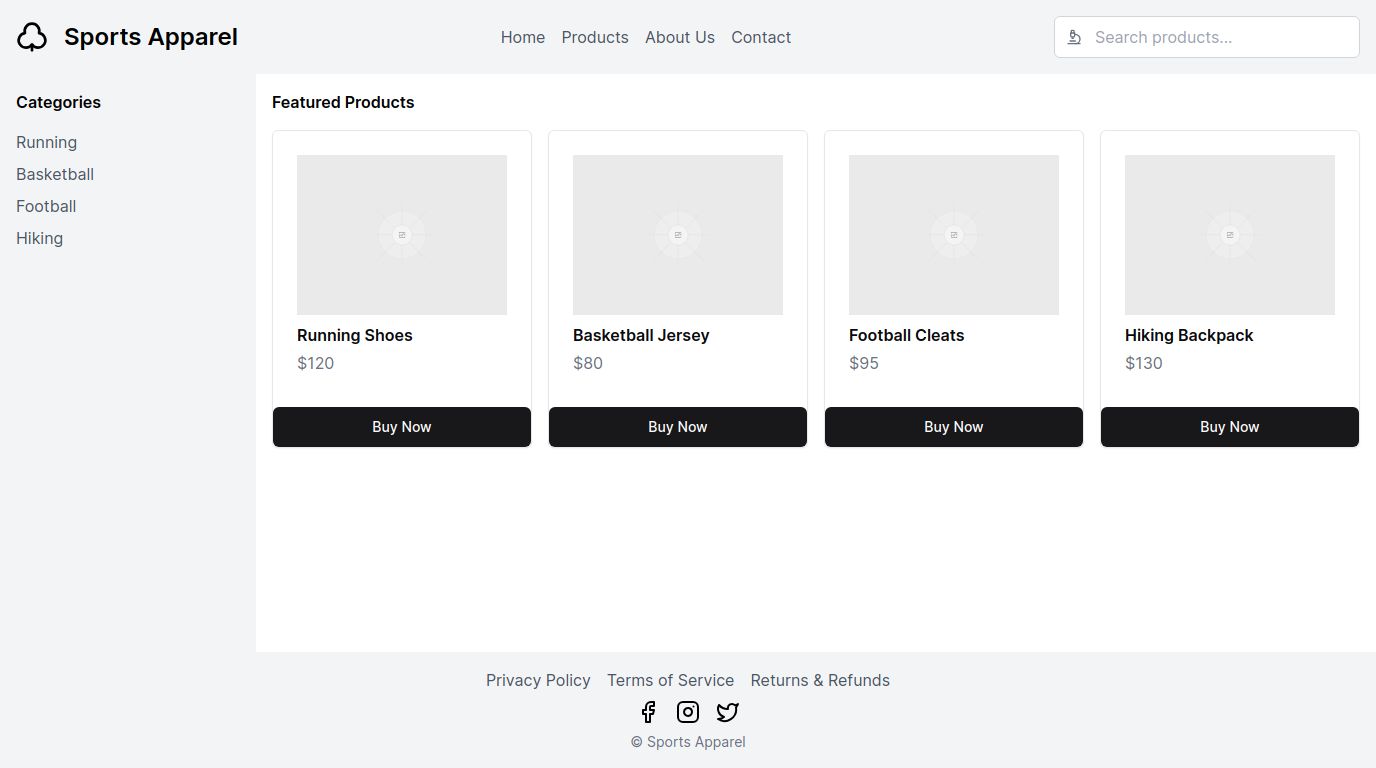 Sports Apparel
Home Products About Us Contact
Search products...
Categories
Running
Basketball
Football
Hiking
Featured Products
Running Shoes
$120
Buy Now
Basketball Jersey
$80
Buy Now
Football Cleats
$95
Buy Now
Hiking Backpack
$130
Buy Now
Privacy Policy Terms of Service Returns & Refunds
© Sports Apparel